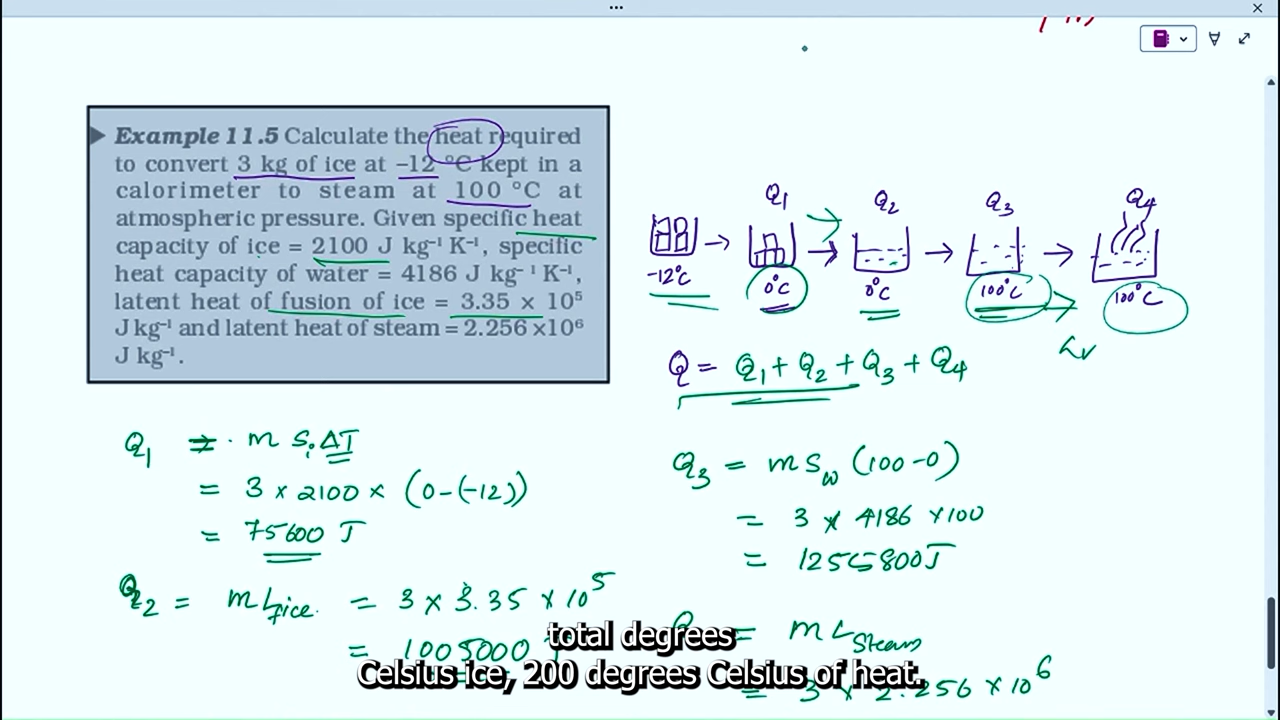 Example 11.5 Calculate the heat required
to convert 3 kg of ice at –12 °C kept in a
calorimeter to steam at 100 °C at
atmospheric pressure. Given specific heat
capacity of ice = 2100 J kg⁻¹ K⁻¹, specific
heat capacity of water = 4186 J kg⁻¹ K⁻¹,
latent heat of fusion of ice = 3.35 × 10⁵
J kg⁻¹ and latent heat of steam = 2.256 ×10⁶
J kg⁻¹.
Q₁ Q₂ Q₃ Q₄
-12°C 0°C 0°C 100°C 100°C
Lv
Q = Q₁ + Q₂ + Q₃ + Q₄
Q₁ ⇒ m Sᵢ ΔT
= 3 × 2100 × (0-(-12))
= 75600 J
Q₂ = m L_f ice. = 3 × 3.35 × 10⁵
= 1005000
Q₃ = m S_w (100-0)
= 3 × 4186 × 100
= 1255800 J
= m L_steam
= 3 × 2.256 × 10⁶
total degrees
Celsius ice, 200 degrees Celsius of heat.